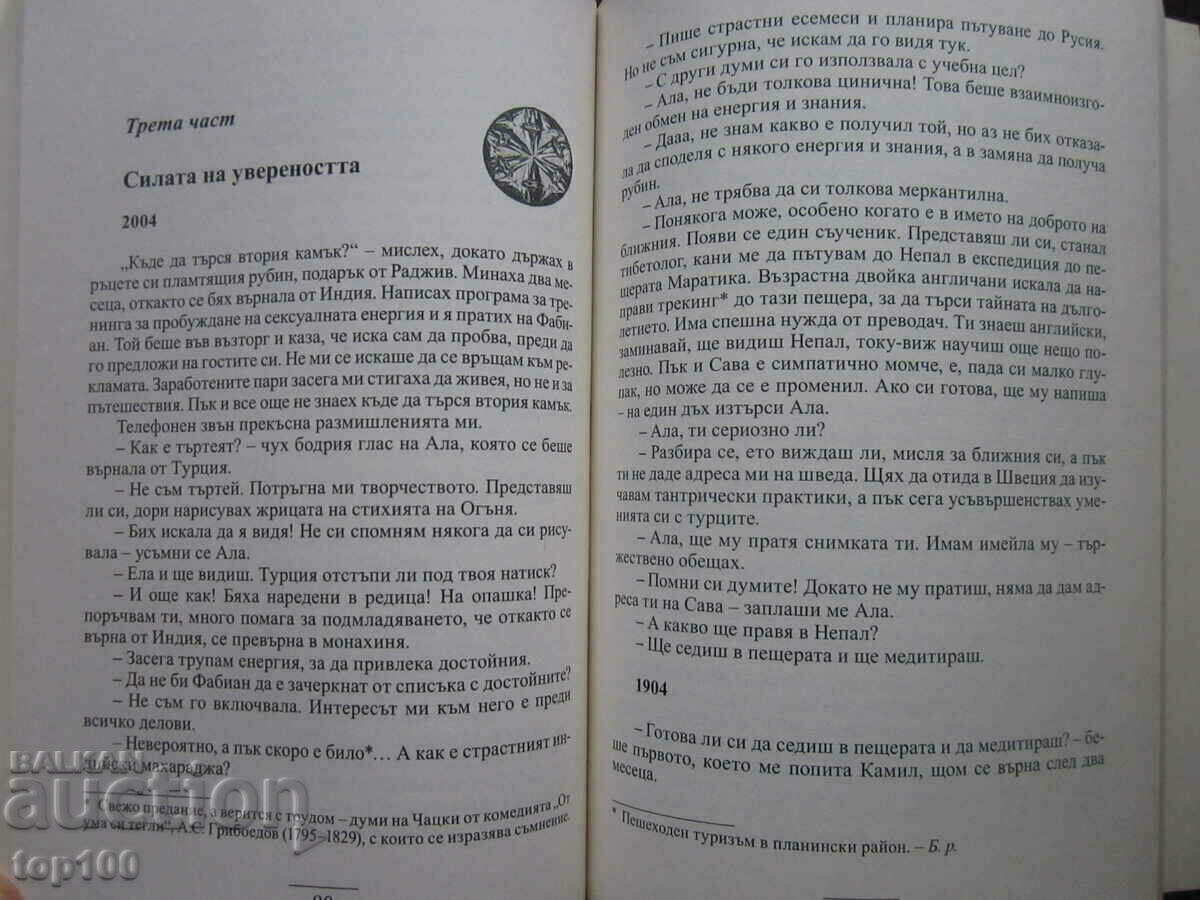 Трета част
Силата на увереността
2004
„Къде да търся втория камък?“ – мислех, докато държах в
ръцете си пламтящия рубин, подарък от Раджив. Минаха два ме-
сеца, откакто се бях върнала от Индия. Написах програма за тре-
нинга за пробуждане на сексуалната енергия и я пратих на Фаби-
ан. Той беше във възторг и каза, че иска сам да пробва, преди да
го предложи на гостите си. Не ми се искаше да се връщам към ре-
кламата. Заработените пари засега ми стигаха да живея, но не и за
пътешествия. Пък и все още не знаех къде да търся втория камък.
Телефонен звън прекъсна размишленията ми.
– Как е търтеят? – чух бодрия глас на Ала, която се беше
върнала от Турция.
– Не съм търтей. Потръгна ми творчеството. Представяш
ли си, дори нарисувах жрицата на стихията на Огъня.
– Бих искала да я видя! Не си спомням някога да си рису-
вала – усъмни се Ала.
– Ела и ще видиш. Турция отстъпи ли под твоя натиск?
– И още как! Бяха наредени в редица! На опашка! Пре-
поръчвам ти, много помага за подмладяването, че откакто се
върна от Индия, се превърна в монахиня.
– Засега трупам енергия, за да привлека достойния.
– Да не би Фабиан да е зачеркнат от списъка с достойните?
– Не съм го включвала. Интересът ми към него е преди
всичко делови.
– Невероятно, а пък скоро е било*… А как е страстният ин-
дийски махараджа?
* Свежо предание, а верится с трудом – думи на Чацки от комедията „От
ума си тегли“, А.С. Грибоедов (1795–1829), с които се изразява съмнение.
– Пише страстни есемеси и планира пътуване до Русия.
Но не съм сигурна, че искам да го видя тук.
– С други думи си го използвала с учебна цел?
– Ала, не бъди толкова цинична! Това беше взаимноизго-
ден обмен на енергия и знания.
– Дааа, не знам какво е получил той, но аз не бих отказа-
ла да споделя с някого енергия и знания, а в замяна да получа
рубин.
– Ала, не трябва да си толкова меркантилна.
– Понякога може, особено когато е в името на доброто на
ближния. Появи се един съученик. Представяш ли си, станал
тибетолог, кани ме да пътувам до Непал в експедиция до пе-
щерата Маратика. Възрастна двойка англичани искала да на-
прави трекинг* до тази пещера, за да търси тайната на дълго-
летието. Има спешна нужда от преводач. Ти знаеш английски,
заминавай, ще видиш Непал, току-виж научиш още нещо по-
лезно. Пък и Сава е симпатично момче, е, пада си малко глу-
пак, но може да се е променил. Ако си готова, ще му напиша
– на един дъх изтърси Ала.
– Ала, ти сериозно ли?
– Разбира се, ето виждаш ли, мисля за ближния си, а пък
ти не даде адреса ми на шведа. Щях да отида в Швеция да изу-
чавам тантрически практики, а пък сега усъвършенствах уме-
нията си с турците.
– Ала, ще му пратя снимката ти. Имам имейла му – тър-
жествено обещах.
– Помни си думите! Докато не му пратиш, няма да дам ад-
реса ти на Сава – заплаши ме Ала.
– А какво ще правя в Непал?
– Ще седиш в пещерата и ще медитираш.
1904
– Готова ли си да седиш в пещерата и да медитираш? – бе-
ше първото, което ме попита Камил, щом се върна след два
месеца.
* Пешеходен туризъм в планински район. – Б. р.
БАЛКАН
auction
top100